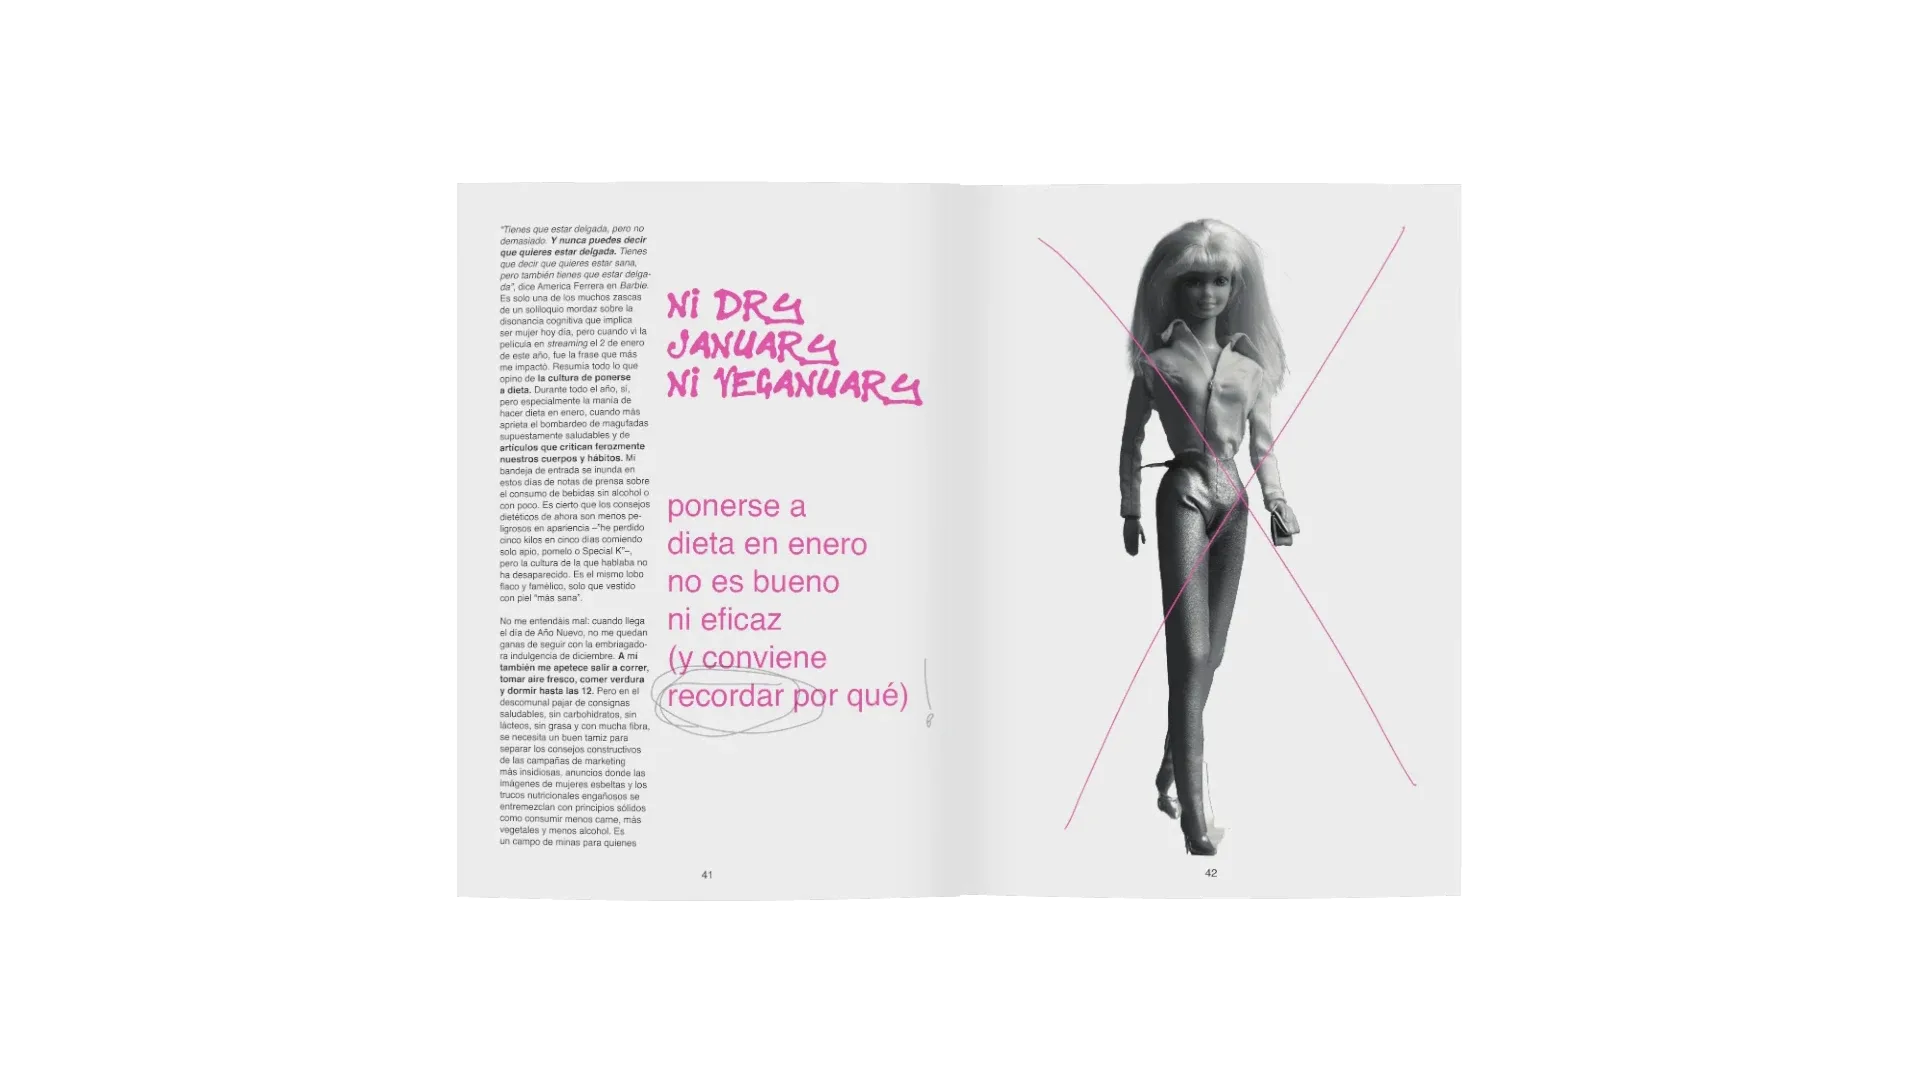 "Tienes que estar delgada, pero no
demasiado. Y nunca puedes decir
que quieres estar delgada. Tienes
que decir que quieres estar sana,
pero también tienes que estar delga-
da", dice America Ferrera en Barbie.
Es solo una de los muchos zascas
de un soliloquio mordaz sobre la
disonancia cognitiva que implica
ser mujer hoy día, pero cuando vi la
película en streaming el 2 de enero
de este año, fue la frase que más
me impactó. Resumía todo lo que
opino de la cultura de ponerse
a dieta. Durante todo el año, sí,
pero especialmente la manía de
hacer dieta en enero, cuando más
aprieta el bombardeo de magufadas
supuestamente saludables y de
artículos que critican ferozmente
nuestros cuerpos y hábitos. Mi
bandeja de entrada se inunda en
estos días de notas de prensa sobre
el consumo de bebidas sin alcohol o
con poco. Es cierto que los consejos
dietéticos de ahora son menos pe-
ligrosos en apariencia –"he perdido
cinco kilos en cinco días comiendo
solo apio, pomelo o Special K"–,
pero la cultura de la que hablaba no
ha desaparecido. Es el mismo lobo
flaco y famélico, solo que vestido
con piel "más sana".
No me entendáis mal: cuando llega
el día de Año Nuevo, no me quedan
ganas de seguir con la embriagado-
ra indulgencia de diciembre. A mí
también me apetece salir a correr,
tomar aire fresco, comer verdura
y dormir hasta las 12. Pero en el
descomunal pajar de consignas
saludables, sin carbohidratos, sin
lácteos, sin grasa y con mucha fibra,
se necesita un buen tamiz para
separar los consejos constructivos
de las campañas de marketing
más insidiosas, anuncios donde las
imágenes de mujeres esbeltas y los
trucos nutricionales engañosos se
entremezclan con principios sólidos
como consumir menos carne, más
vegetales y menos alcohol. Es
un campo de minas para quienes
Ni DRY
JANUARY
Ni VEGANUARY
ponerse a
dieta en enero
no es bueno
ni eficaz
(y conviene
recordar por qué)
!
41
42